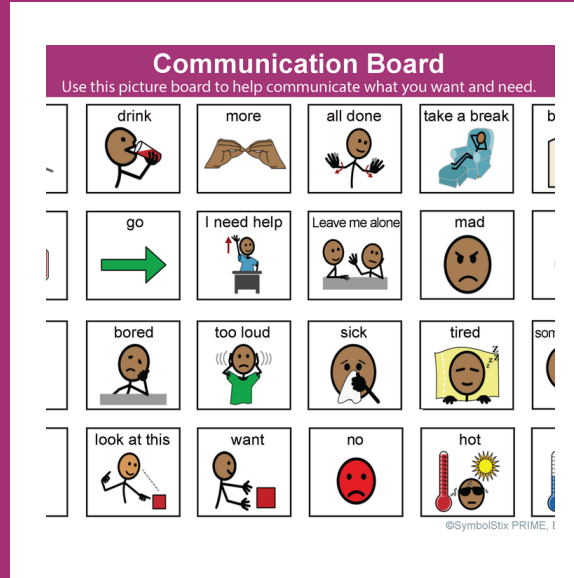 Communication Board
Use this picture board to help communicate what you want and need.
drink more all done take a break
go I need help Leave me alone mad
bored too loud sick tired
z z z
look at this want no hot
©SymbolStix PRIME,